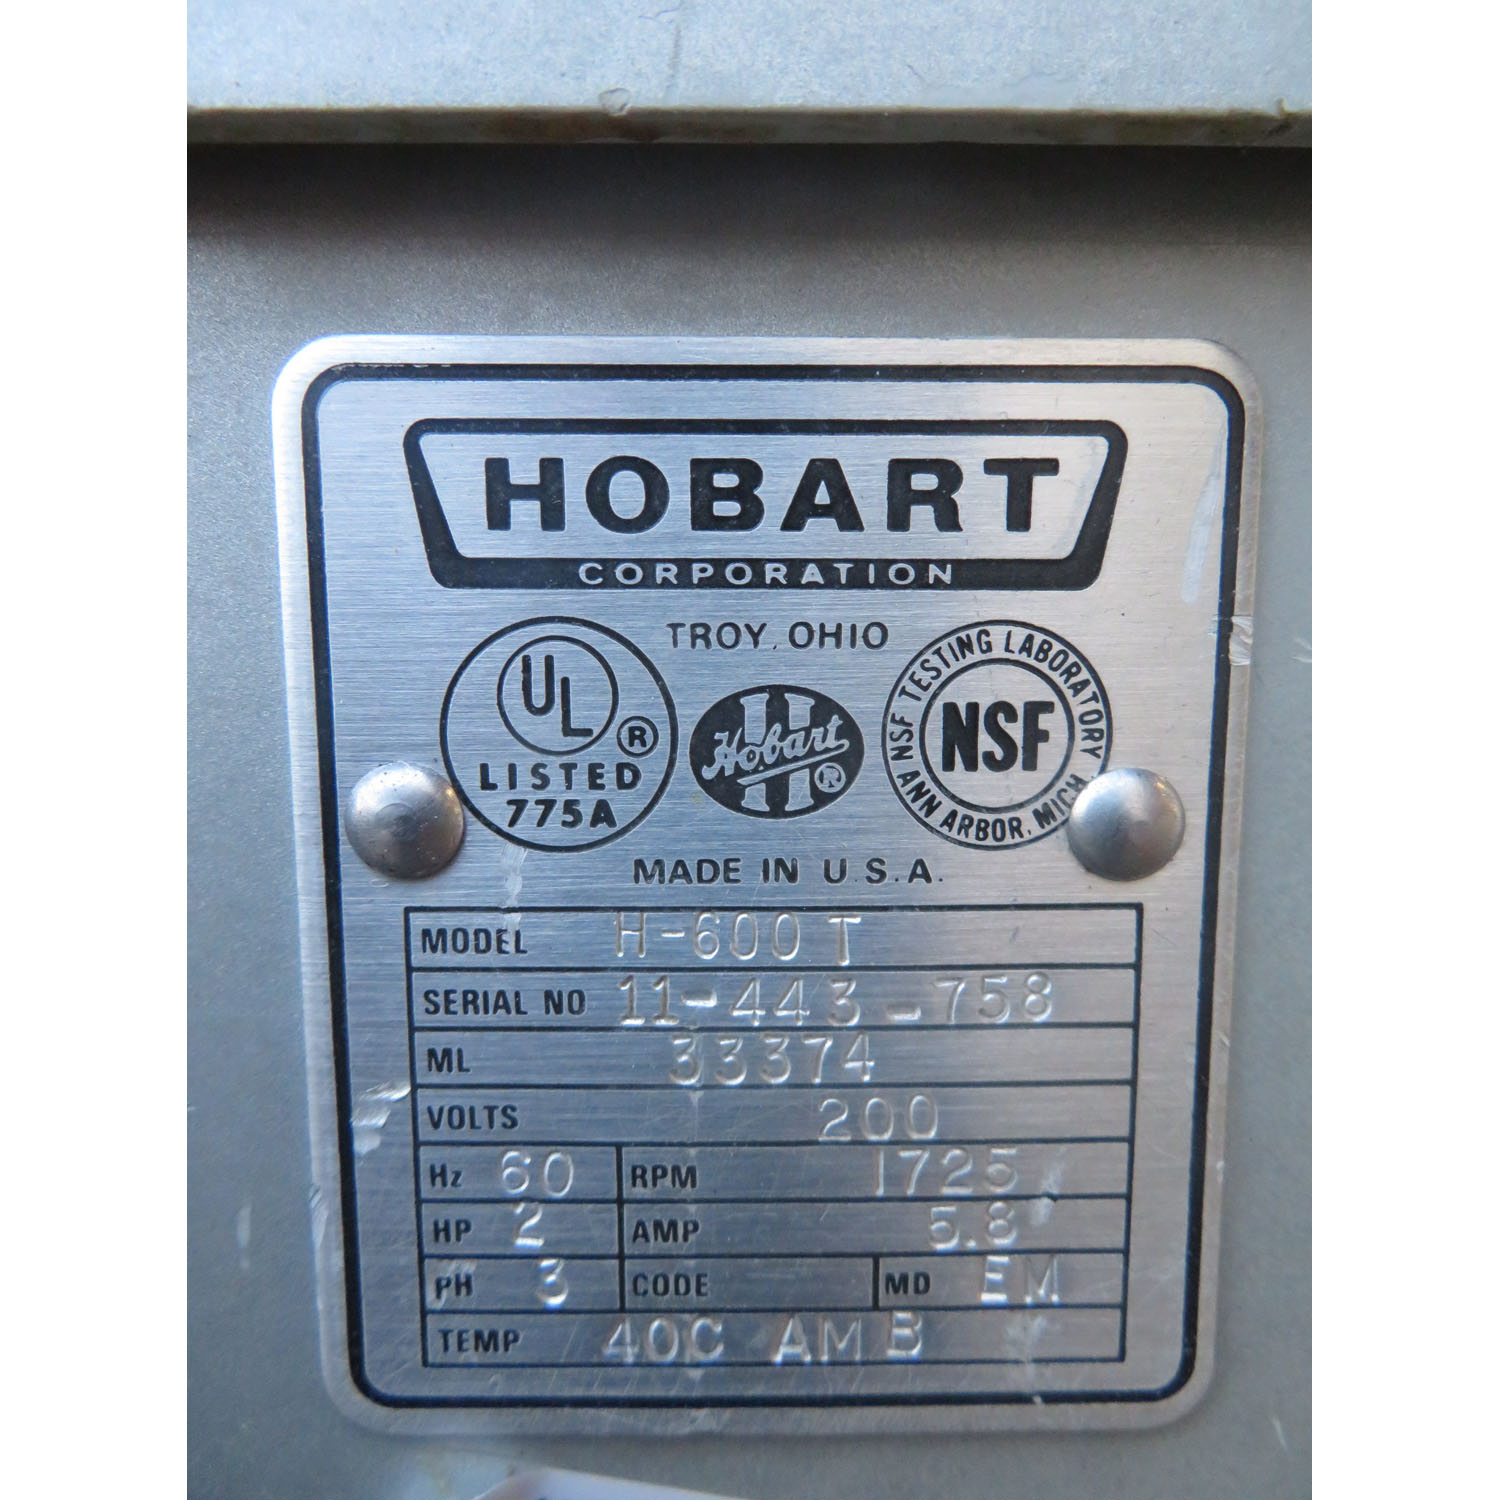 HOBART
CORPORATION
TROY, OHIO
UL
®
LISTED
775A
Hobart
®
NSF TESTING LABORATORY
NSF
ANN ARBOR, MICH
MADE IN U.S.A.
MODEL H-600 T
SERIAL NO 11-443-758
ML 33374
VOLTS 200
Hz 60 RPM 1725
HP 2 AMP 5.8
PH 3 CODE MD EM
TEMP 40C AMB